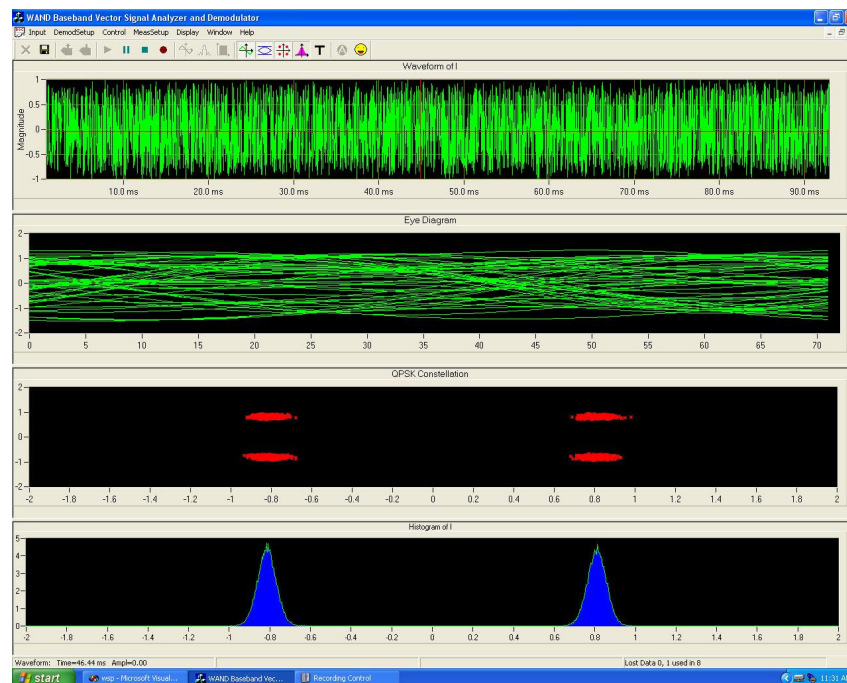 WAND Baseband Vector Signal Analyzer and Demodulator
Input DemodSetup Control MeasSetup Display Window Help
T
Waveform of I
Magnitude
1
0.5
0
-0.5
-1
10.0 ms 20.0 ms 30.0 ms 40.0 ms 50.0 ms 60.0 ms 70.0 ms 80.0 ms 90.0 ms
Eye Diagram
2
1
0
-1
-2
0 5 10 15 20 25 30 35 40 45 50 55 60 65 70
QPSK Constellation
2
1
0
-1
-2
-2 -1.8 -1.6 -1.4 -1.2 -1 -0.8 -0.6 -0.4 -0.2 0 0.2 0.4 0.6 0.8 1 1.2 1.4 1.6 1.8 2
Histogram of I
5
4
3
2
1
0
-2 -1.8 -1.6 -1.4 -1.2 -1 -0.8 -0.6 -0.4 -0.2 0 0.2 0.4 0.6 0.8 1 1.2 1.4 1.6 1.8 2
Waveform: Time=46.44 ms Ampl=0.00 Lost Data 0, 1 used in 8
start wsp - Microsoft Visual... WAND Baseband Vec... Recording Control 11:31 AM